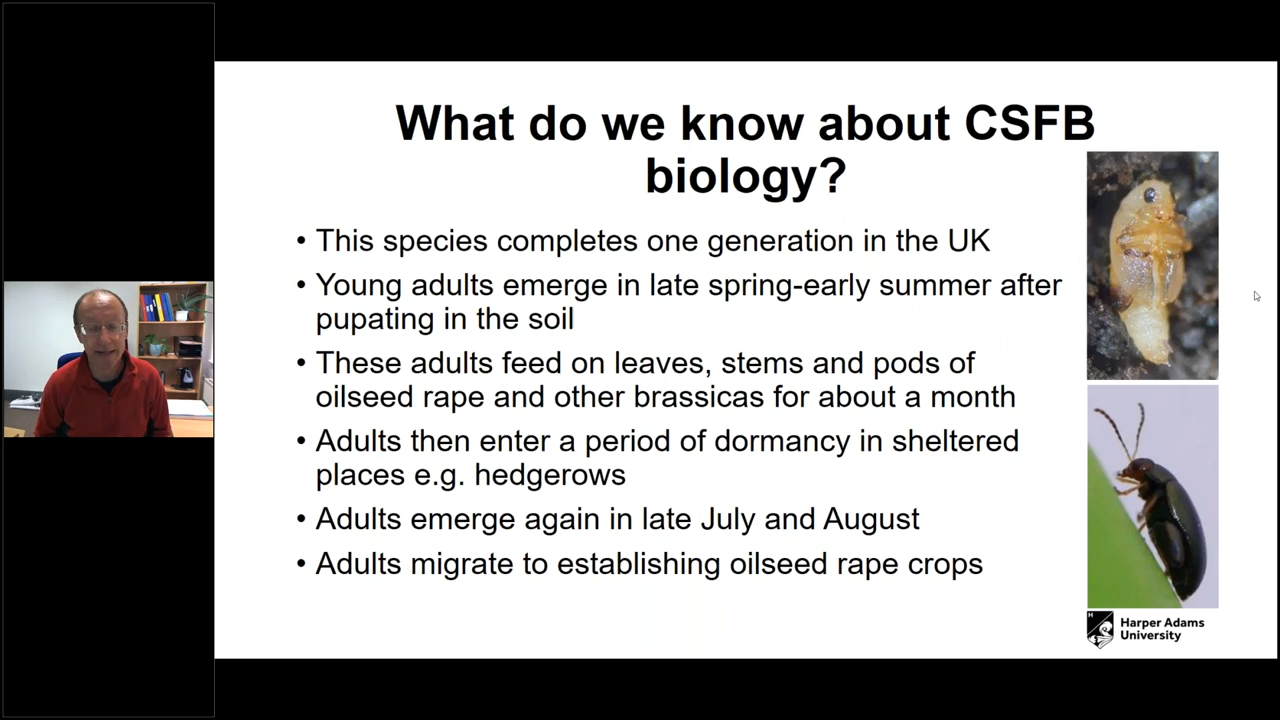 What do we know about CSFB
biology?
• This species completes one generation in the UK
• Young adults emerge in late spring-early summer after
pupating in the soil
• These adults feed on leaves, stems and pods of
oilseed rape and other brassicas for about a month
• Adults then enter a period of dormancy in sheltered
places e.g. hedgerows
• Adults emerge again in late July and August
• Adults migrate to establishing oilseed rape crops
Harper Adams
University